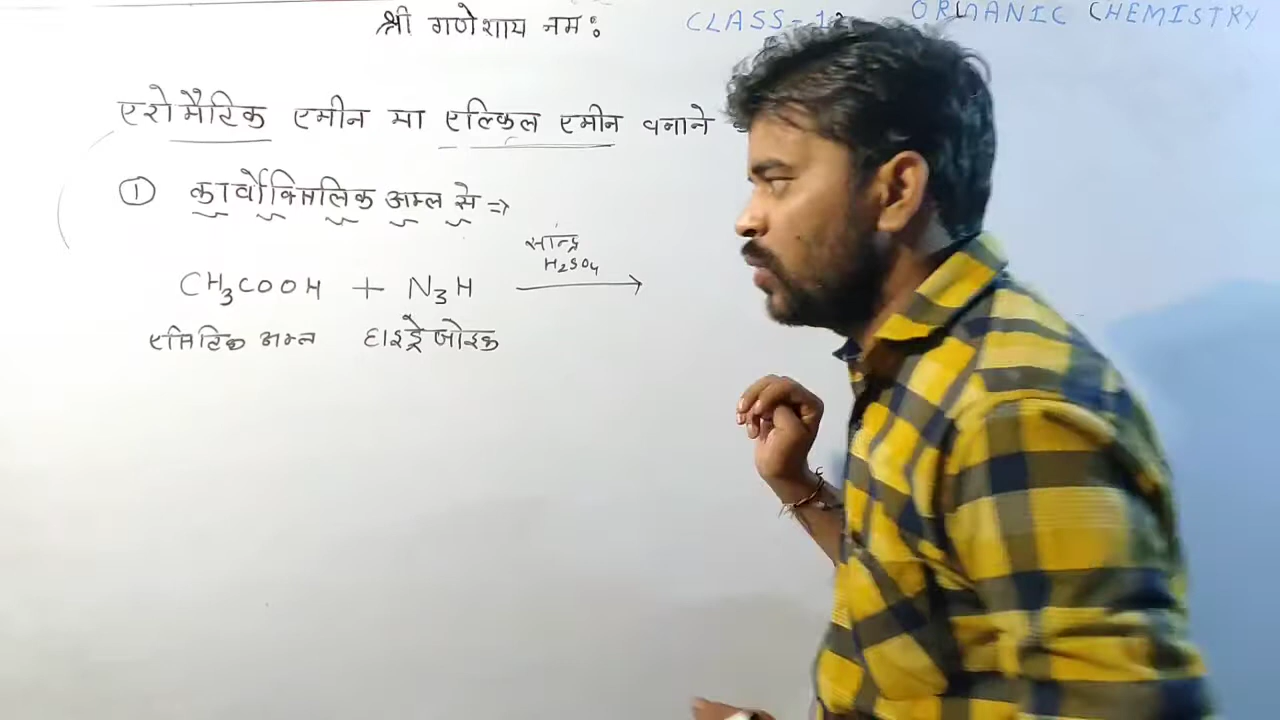 श्री गणेशाय नमः
CLASS-12 ORGANIC CHEMISTRY
एरोमैटिक एमीन मा एल्किल एमीन वनाने
① कार्वोक्सिलिक अम्ल से ⇒
सान्द्र
H₂SO₄
CH₃COOH + N₃H ⟶
एसिटिक अम्ल हाइड्रेजोइक